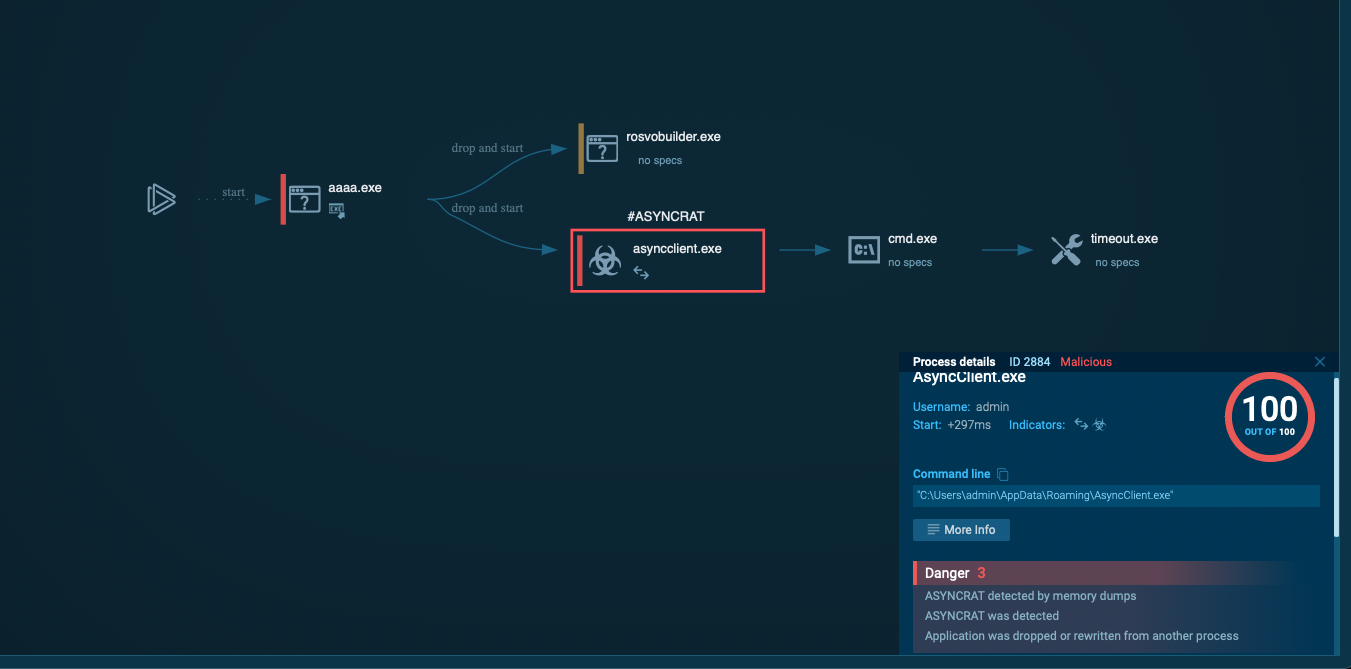 drop and start
rosvobuilder.exe
no specs
start
aaaa.exe
EXE
drop and start
#ASYNCRAT
asyncclient.exe
C:\
cmd.exe
no specs
timeout.exe
no specs
Process details ID 2884 Malicious
AsyncClient.exe
Username: admin
Start: +297ms Indicators:
100
OUT OF 100
Command line
"C:\Users\admin\AppData\Roaming\AsyncClient.exe"
More Info
Danger 3
ASYNCRAT detected by memory dumps
ASYNCRAT was detected
Application was dropped or rewritten from another process